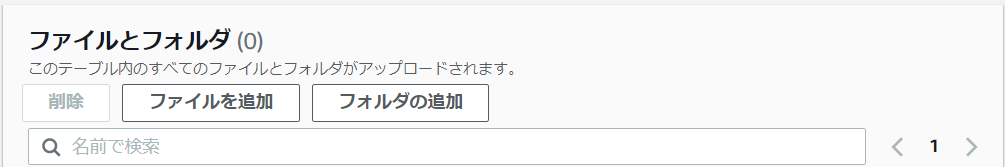 ファイルとフォルダ (0)
このテーブル内のすべてのファイルとフォルダがアップロードされます。
削除 ファイルを追加 フォルダの追加
名前で検索 1